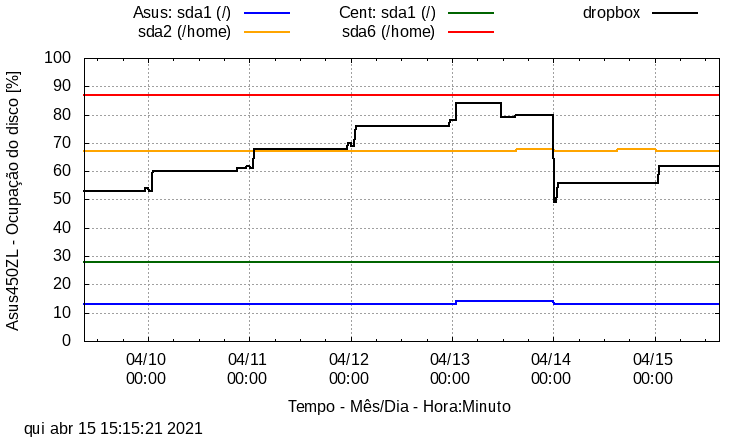 Asus: sda1 (/)
sda2 (/home)
Cent: sda1 (/)
sda6 (/home)
dropbox
Asus450ZL - Ocupação do disco [%]
100
90
80
70
60
50
40
30
20
10
0
04/10
00:00
04/11
00:00
04/12
00:00
04/13
00:00
04/14
00:00
04/15
00:00
Tempo - Mês/Dia - Hora:Minuto
qui abr 15 15:15:21 2021